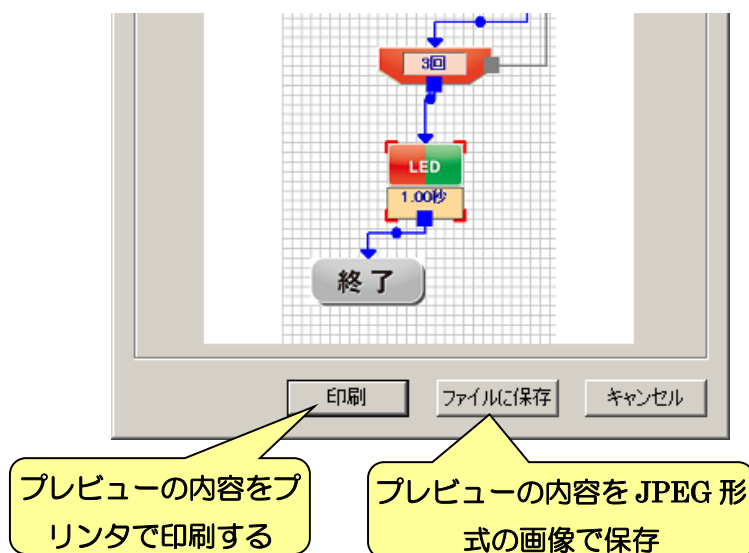 3回
LED
1.00秒
終了
印刷
ファイルに保存
キャンセル
プレビューの内容をプ
リンタで印刷する
プレビューの内容を JPEG 形
式の画像で保存